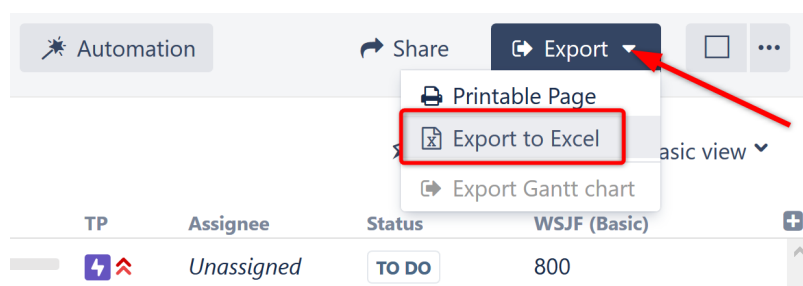 Automation
Share
Export
Printable Page
Export to Excel
asic view
Export Gantt chart
TP Assignee Status WSJF (Basic)
Unassigned TO DO 800